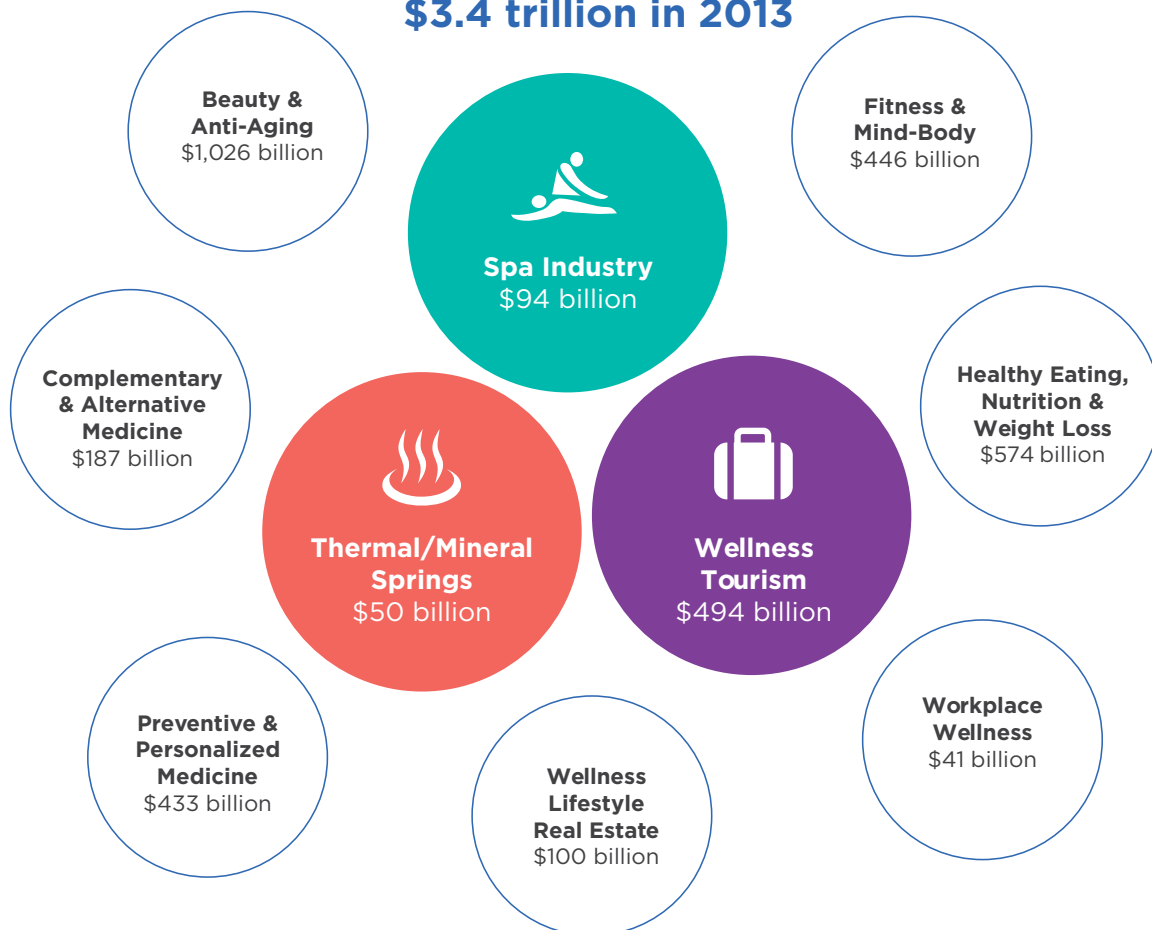 $3.4 trillion in 2013
Beauty &
Anti-Aging
$1,026 billion
Fitness &
Mind-Body
$446 billion
Spa Industry
$94 billion
Complementary
& Alternative
Medicine
$187 billion
Healthy Eating,
Nutrition &
Weight Loss
$574 billion
Thermal/Mineral
Springs
$50 billion
Wellness
Tourism
$494 billion
Preventive &
Personalized
Medicine
$433 billion
Wellness
Lifestyle
Real Estate
$100 billion
Workplace
Wellness
$41 billion